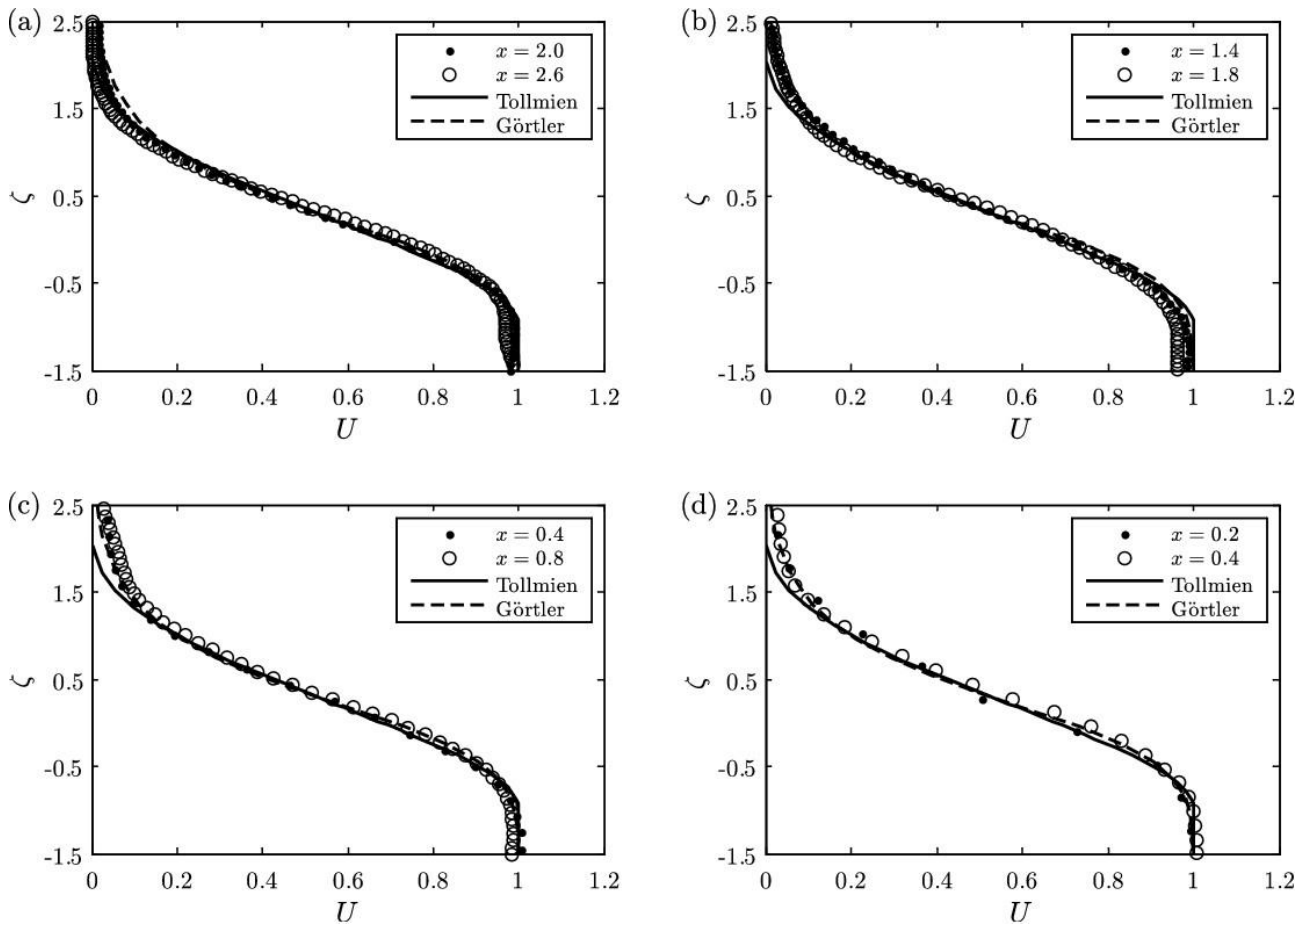 (a)
2.5
1.5
0.5
-0.5
-1.5
ζ
0 0.2 0.4 0.6 0.8 1 1.2
U
x = 2.0
x = 2.6
Tollmien
Görtler
(b)
2.5
1.5
0.5
-0.5
-1.5
ζ
0 0.2 0.4 0.6 0.8 1 1.2
U
x = 1.4
x = 1.8
Tollmien
Görtler
(c)
2.5
1.5
0.5
-0.5
-1.5
ζ
0 0.2 0.4 0.6 0.8 1 1.2
U
x = 0.4
x = 0.8
Tollmien
Görtler
(d)
2.5
1.5
0.5
-0.5
-1.5
ζ
0 0.2 0.4 0.6 0.8 1 1.2
U
x = 0.2
x = 0.4
Tollmien
Görtler